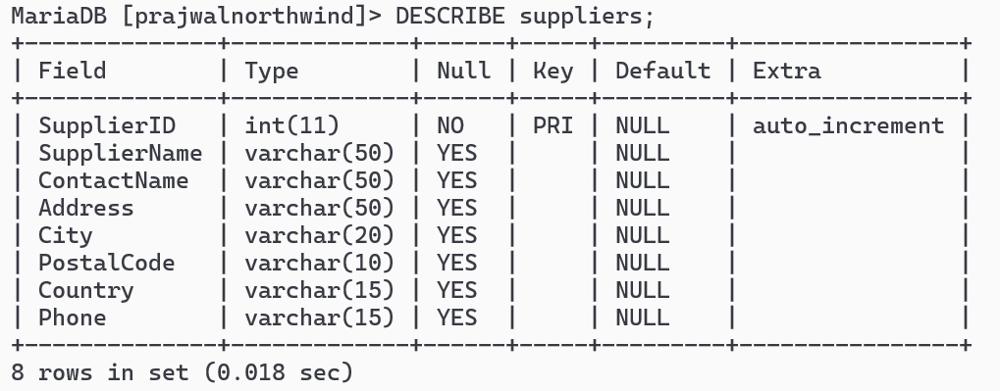 MariaDB [prajwalnorthwind]> DESCRIBE suppliers;
+--------------+-------------+------+-----+---------+----------------+
| Field        | Type        | Null | Key | Default | Extra          |
+--------------+-------------+------+-----+---------+----------------+
| SupplierID   | int(11)     | NO   | PRI | NULL    | auto_increment |
| SupplierName | varchar(50) | YES  |     | NULL    |                |
| ContactName  | varchar(50) | YES  |     | NULL    |                |
| Address      | varchar(50) | YES  |     | NULL    |                |
| City         | varchar(20) | YES  |     | NULL    |                |
| PostalCode   | varchar(10) | YES  |     | NULL    |                |
| Country      | varchar(15) | YES  |     | NULL    |                |
| Phone        | varchar(15) | YES  |     | NULL    |                |
+--------------+-------------+------+-----+---------+----------------+
8 rows in set (0.018 sec)